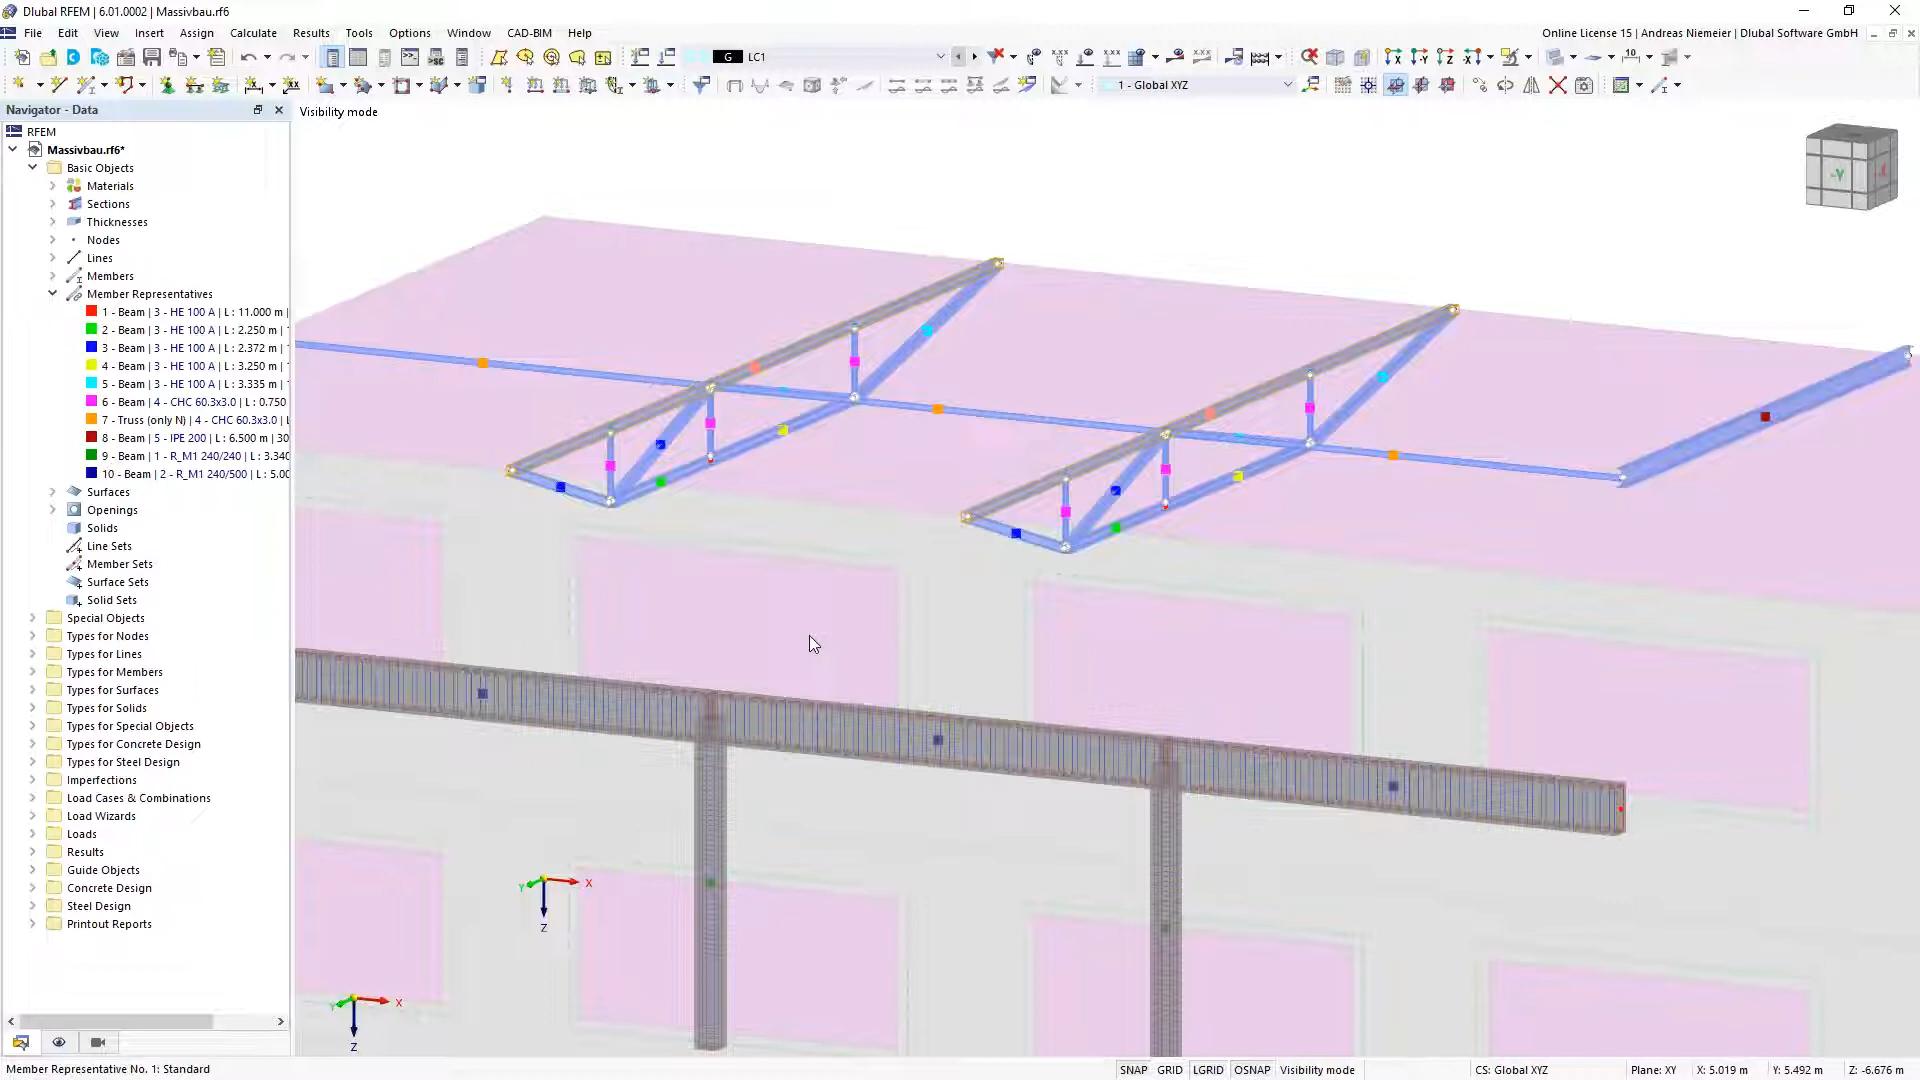 Dlubal RFEM | 6.01.0002 | Massivbau.rf6
File Edit View Insert Assign Calculate Results Tools Options Window CAD-BIM Help
Online License 15 | Andreas Niemeier | Dlubal Software GmbH
G LC1
1 - Global XYZ
Navigator - Data
Visibility mode
RFEM
Massivbau.rf6*
Basic Objects
Materials
Sections
Thicknesses
Nodes
Lines
Members
Member Representatives
1 - Beam | 3 - HE 100 A | L : 11.000 m |
2 - Beam | 3 - HE 100 A | L : 2.250 m |
3 - Beam | 3 - HE 100 A | L : 2.372 m |
4 - Beam | 3 - HE 100 A | L : 3.250 m |
5 - Beam | 3 - HE 100 A | L : 3.335 m |
6 - Beam | 4 - CHC 60.3x3.0 | L : 0.750
7 - Truss (only N) | 4 - CHC 60.3x3.0 | L
8 - Beam | 5 - IPE 200 | L : 6.500 m | 30
9 - Beam | 1 - R_M1 240/240 | L : 3.340
10 - Beam | 2 - R_M1 240/500 | L : 5.00
Surfaces
Openings
Solids
Line Sets
Member Sets
Surface Sets
Solid Sets
Special Objects
Types for Nodes
Types for Lines
Types for Members
Types for Surfaces
Types for Solids
Types for Special Objects
Types for Concrete Design
Types for Steel Design
Imperfections
Load Cases & Combinations
Load Wizards
Loads
Results
Guide Objects
Concrete Design
Steel Design
Printout Reports
-Y
Y X
Z
Y X
Z
Member Representative No. 1: Standard
SNAP GRID LGRID OSNAP Visibility mode CS: Global XYZ Plane: XY X: 5.019 m Y: 5.492 m Z: -6.676 m